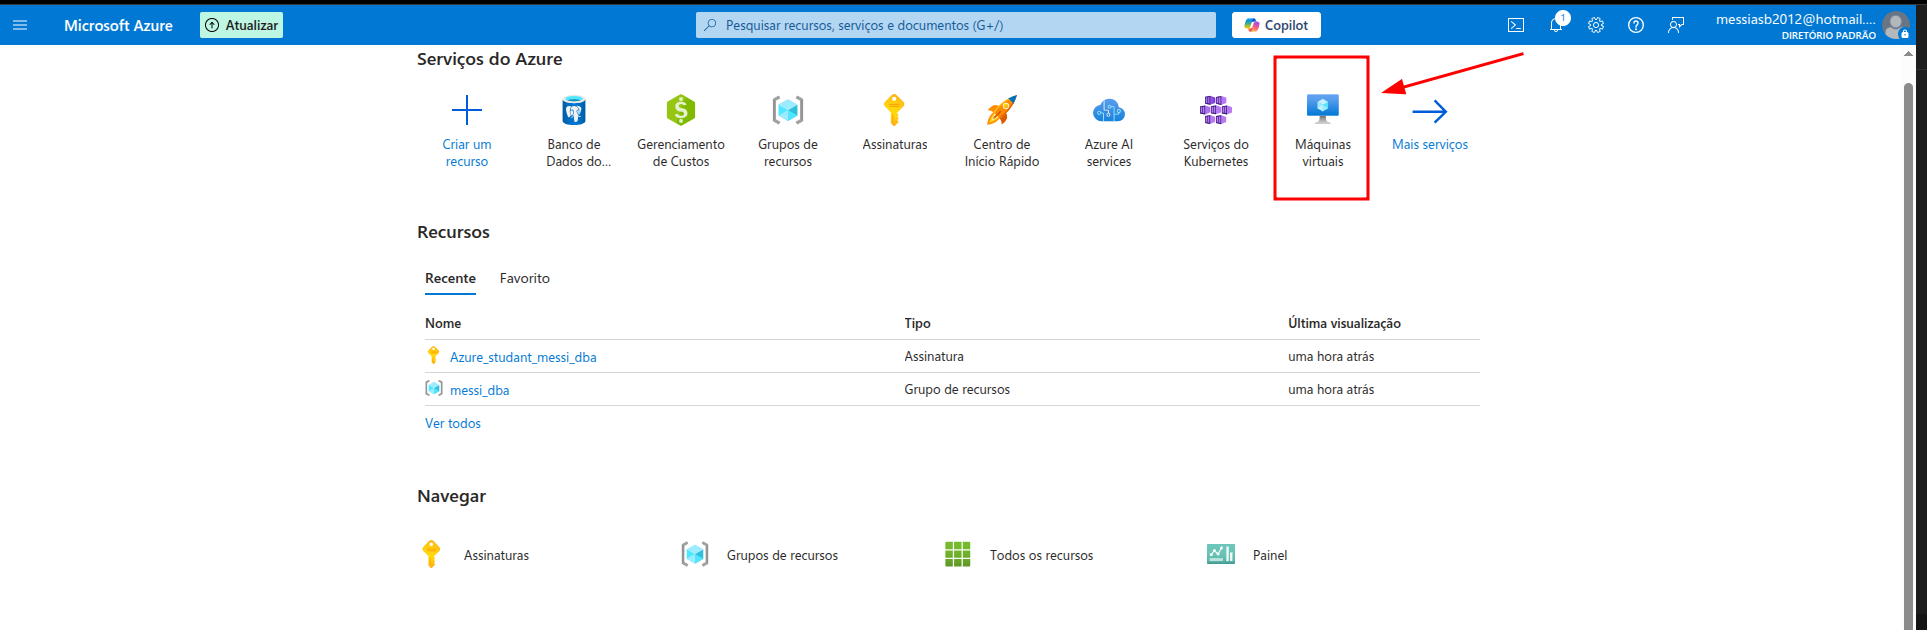 Microsoft Azure
Atualizar
Pesquisar recursos, serviços e documentos (G+/)
Copilot
1
messiasb2012@hotmail....
DIRETÓRIO PADRÃO
Serviços do Azure
Criar um
recurso
Banco de
Dados do...
Gerenciamento
de Custos
Grupos de
recursos
Assinaturas
Centro de
Início Rápido
Azure AI
services
Serviços do
Kubernetes
Máquinas
virtuais
Mais serviços
Recursos
Recente
Favorito
Nome
Tipo
Última visualização
Azure_studant_messi_dba
Assinatura
uma hora atrás
messi_dba
Grupo de recursos
uma hora atrás
Ver todos
Navegar
Assinaturas
Grupos de recursos
Todos os recursos
Painel